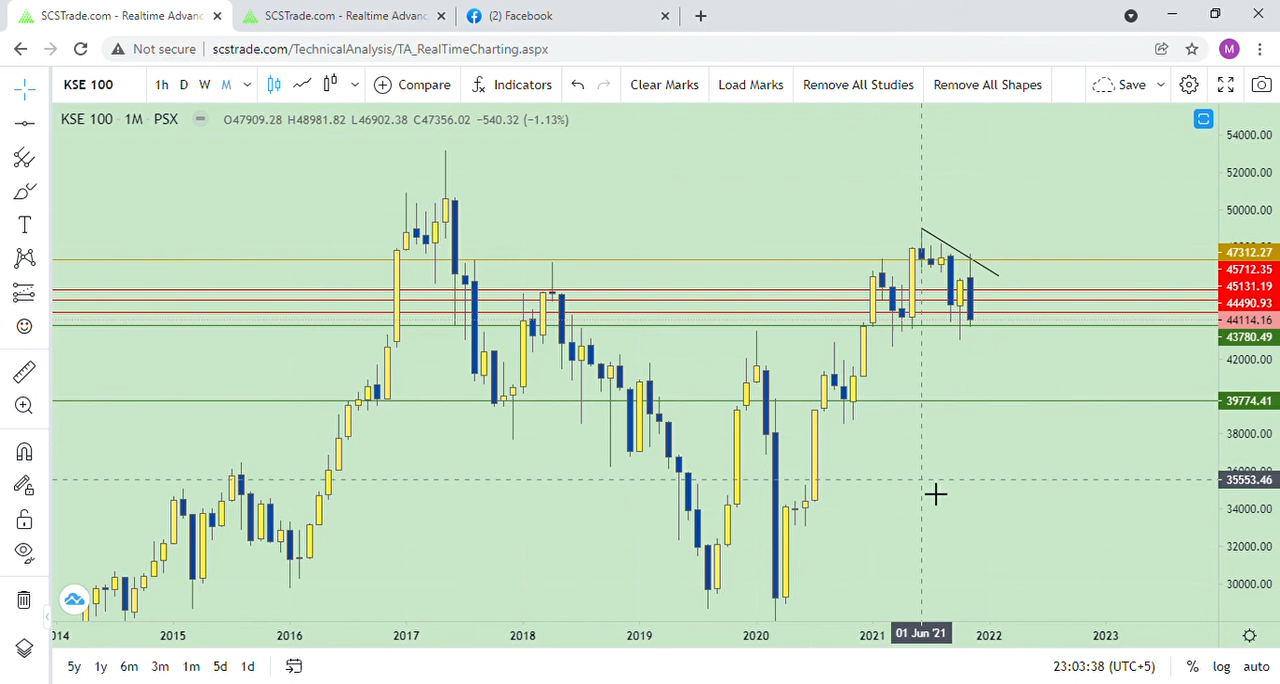 SCSTrade.com - Realtime Advanc
SCSTrade.com - Realtime Advanc
(2) Facebook
Not secure
scstrade.com/TechnicalAnalysis/TA_RealTimeCharting.aspx
M
KSE 100
1h D W M
Compare
Indicators
Clear Marks
Load Marks
Remove All Studies
Remove All Shapes
Save
KSE 100 · 1M · PSX
O47909.28 H48981.82 L46902.38 C47356.02 −540.32 (−1.13%)
T
54000.00
52000.00
50000.00
47312.27
45712.35
45131.19
44490.93
44114.16
43780.49
42000.00
39774.41
38000.00
35553.46
34000.00
32000.00
30000.00
014 2015 2016 2017 2018 2019 2020 2021 01 Jun '21 2022 2023
5y 1y 6m 3m 1m 5d 1d
23:03:38 (UTC+5)
% log auto